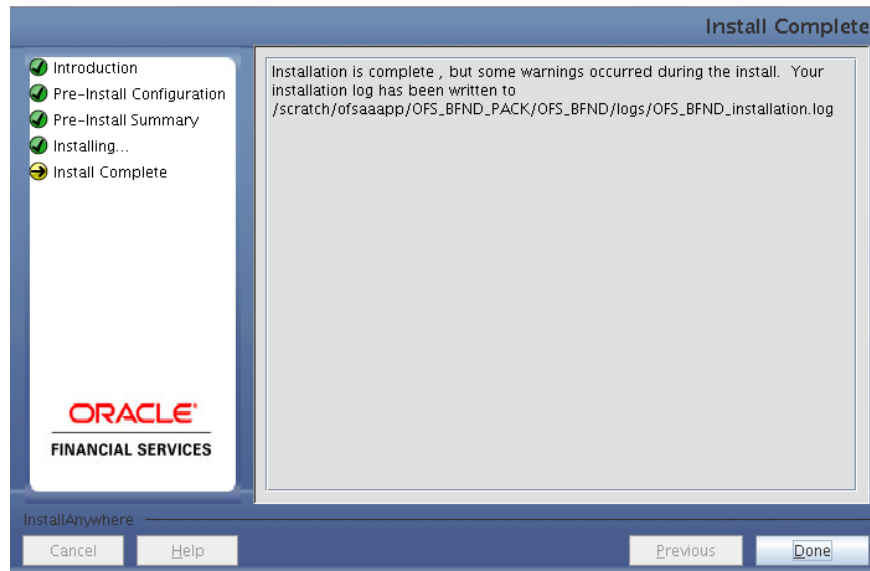 Install Complete
Introduction
Pre-Install Configuration
Pre-Install Summary
Installing...
Install Complete
Installation is complete , but some warnings occurred during the install.  Your
installation log has been written to
/scratch/ofsaaapp/OFS_BFND_PACK/OFS_BFND/logs/OFS_BFND_installation.log
ORACLE
FINANCIAL SERVICES
InstallAnywhere
Cancel
Help
Previous
Done